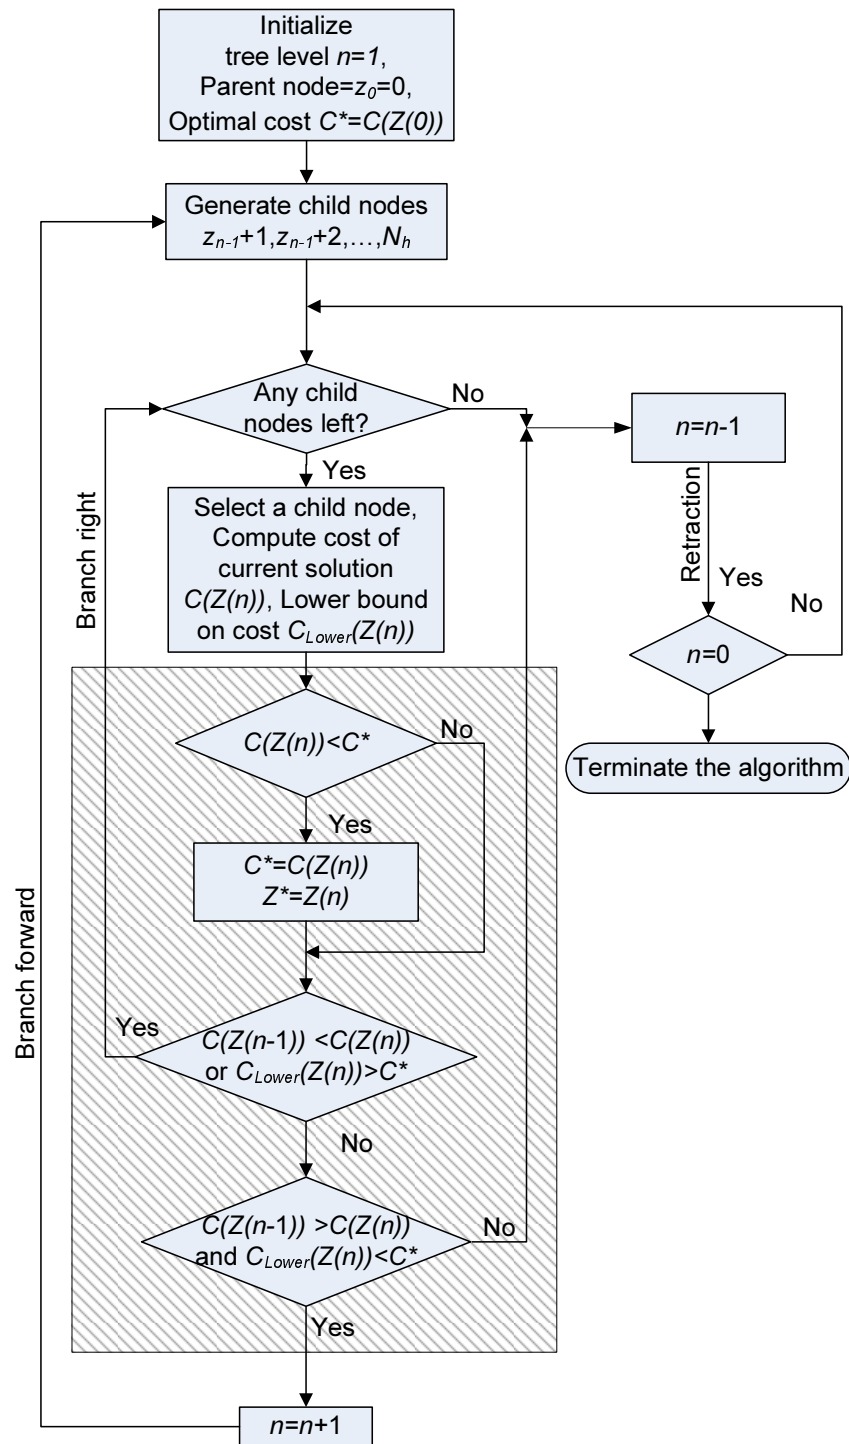 Initialize
tree level n=1,
Parent node=z0=0,
Optimal cost C*=C(Z(0))
Generate child nodes
zn-1+1,zn-1+2,…,Nh
Any child
nodes left?
No
n=n-1
Yes
Select a child node,
Compute cost of
current solution
C(Z(n)), Lower bound
on cost CLower(Z(n))
Branch right
Retraction
Yes
No
n=0
Terminate the algorithm
C(Z(n))<C*
No
Yes
C*=C(Z(n))
Z*=Z(n)
Branch forward
Yes
C(Z(n-1)) <C(Z(n))
or CLower(Z(n))>C*
No
C(Z(n-1)) >C(Z(n))
and CLower(Z(n))<C*
No
Yes
n=n+1